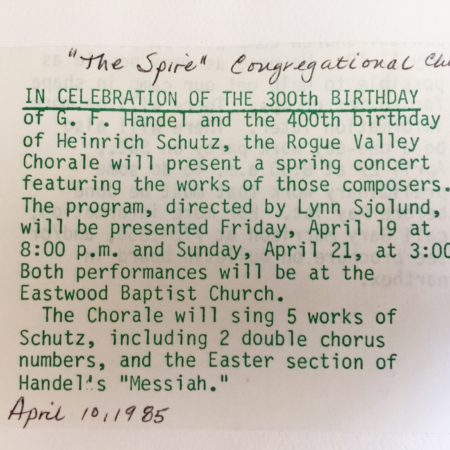 "The Spire" Congregational Chu
IN CELEBRATION OF THE 300th BIRTHDAY
of G. F. Handel and the 400th birthday
of Heinrich Schutz, the Rogue Valley
Chorale will present a spring concert
featuring the works of those composers.
The program, directed by Lynn Sjolund,
will be presented Friday, April 19 at
8:00 p.m. and Sunday, April 21, at 3:00
Both performances will be at the
Eastwood Baptist Church.
The Chorale will sing 5 works of
Schutz, including 2 double chorus
numbers, and the Easter section of
Handel's "Messiah."
April 10, 1985